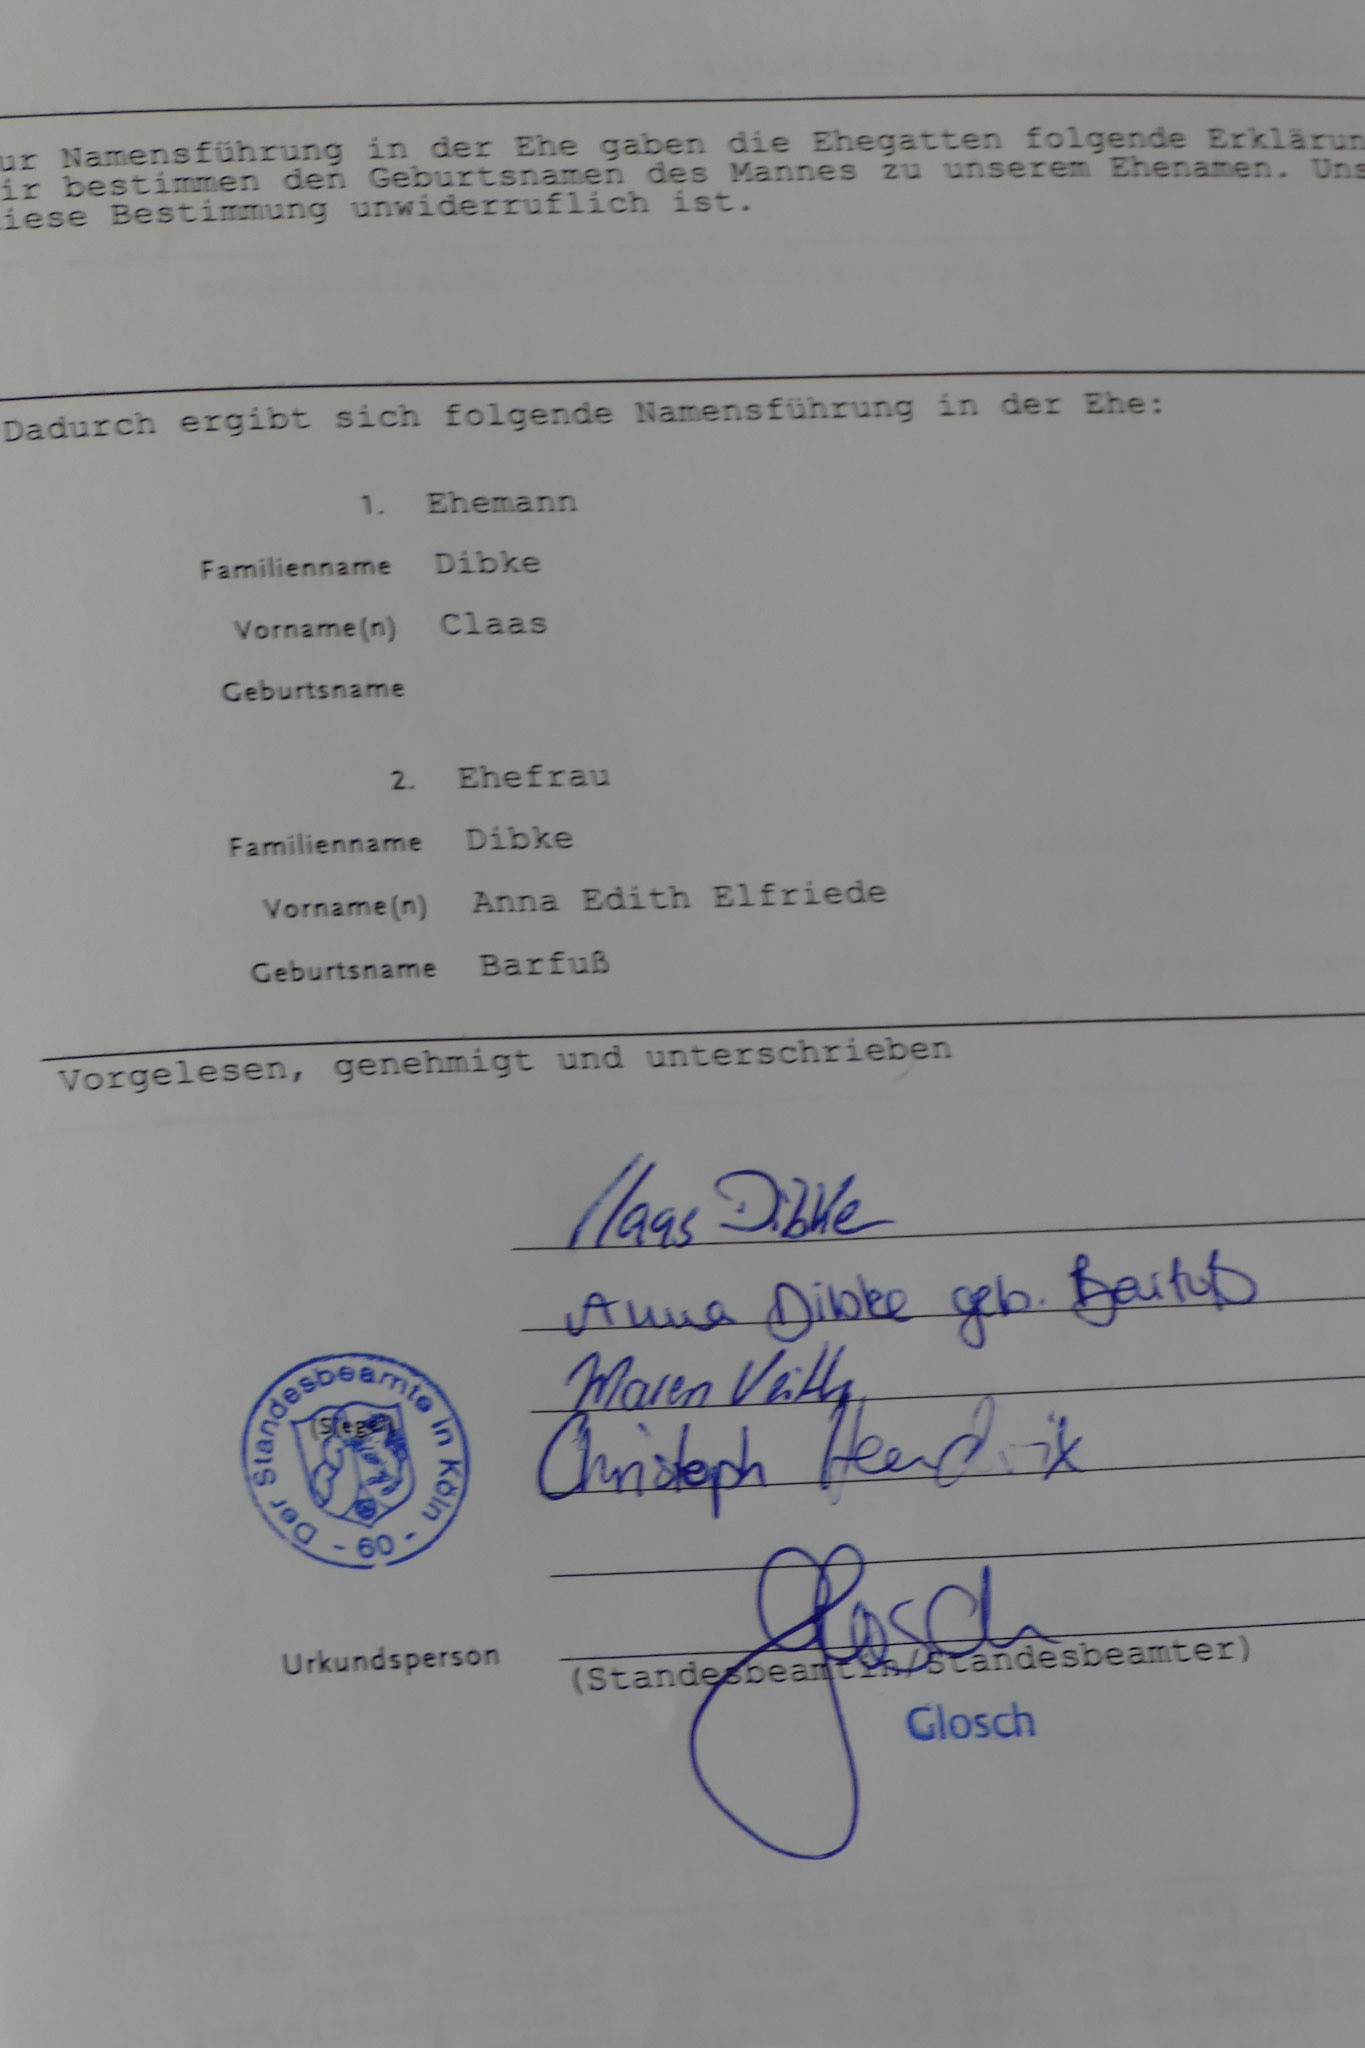 ur Namensführung in der Ehe gaben die Ehegatten folgende Erklärun
ir bestimmen den Geburtsnamen des Mannes zu unserem Ehenamen. Uns
iese Bestimmung unwiderruflich ist.
Dadurch ergibt sich folgende Namensführung in der Ehe:
1. Ehemann
Familienname Dibke
Vorname(n) Claas
Geburtsname
2. Ehefrau
Familienname Dibke
Vorname(n) Anna Edith Elfriede
Geburtsname Barfuß
Vorgelesen, genehmigt und unterschrieben
Claas Dibke
Anna Dibke geb. Barfuß
Maren
Christoph
Der Standesbeamte in Köln - 09 -
(Siegel)
Glosch
Urkundsperson
(Standesbeamtin/Standesbeamter)
Glosch